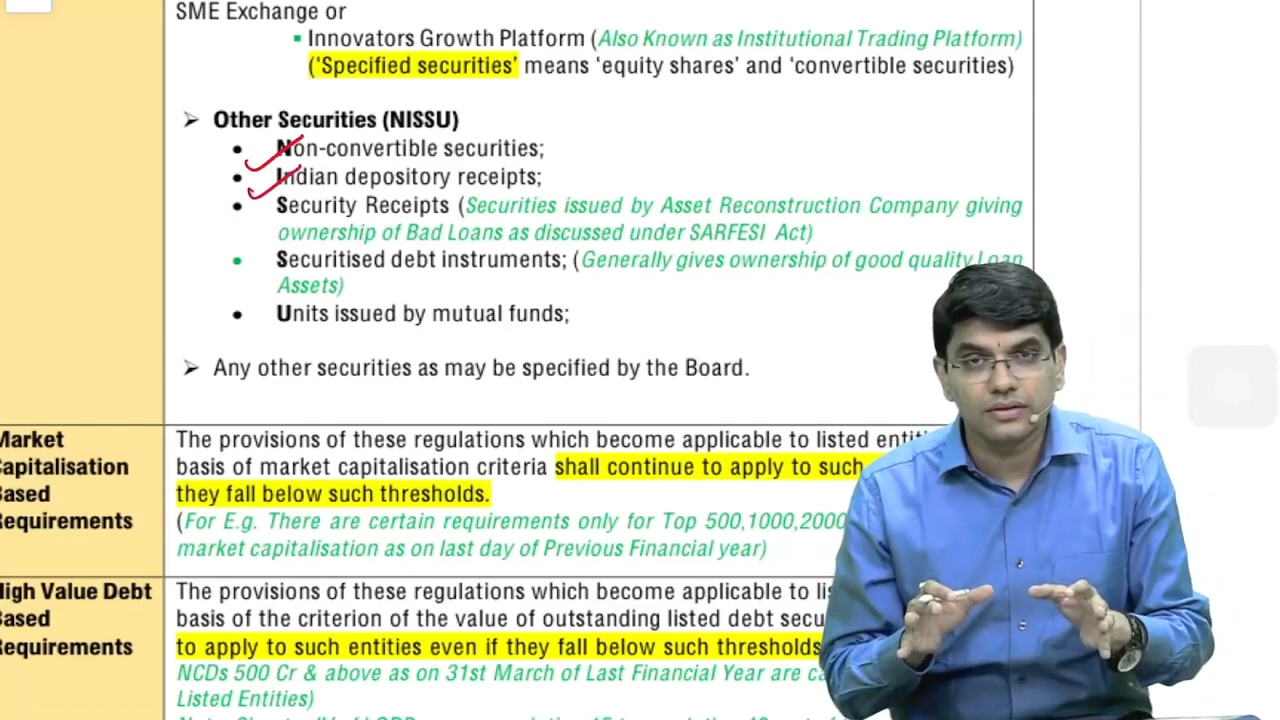 SME Exchange or
▪ Innovators Growth Platform (Also Known as Institutional Trading Platform)
(‘Specified securities’ means ‘equity shares’ and ‘convertible securities)
➢ Other Securities (NISSU)
• Non-convertible securities;
• Indian depository receipts;
• Security Receipts (Securities issued by Asset Reconstruction Company giving
ownership of Bad Loans as discussed under SARFESI Act)
• Securitised debt instruments; (Generally gives ownership of good quality Loan
Assets)
• Units issued by mutual funds;
➢ Any other securities as may be specified by the Board.
Market
Capitalisation
Based
Requirements
The provisions of these regulations which become applicable to listed
basis of market capitalisation criteria shall continue to apply to such
they fall below such thresholds.
(For E.g. There are certain requirements only for Top 500,1000,2000
market capitalisation as on last day of Previous Financial year)
High Value Debt
Based
Requirements
The provisions of these regulations which become applicable to
basis of the criterion of the value of outstanding listed debt
to apply to such entities even if they fall below such thresholds
NCDs 500 Cr & above as on 31st March of Last Financial Year are
Listed Entities)